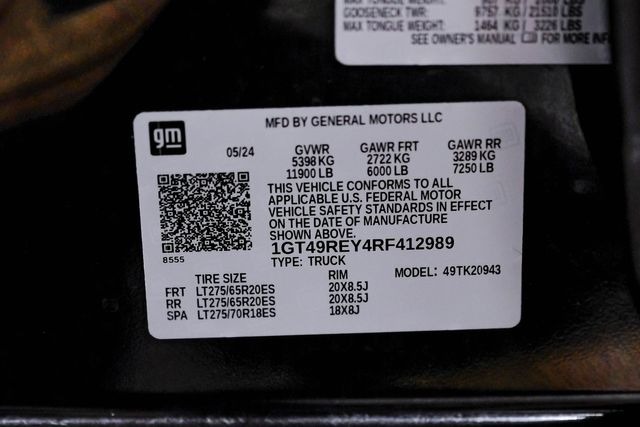 GOOSENECK TWR: 9757 KG / 21510 LBS
MAX TONGUE WEIGHT: 1464 KG / 3226 LBS
SEE OWNER'S MANUAL FOR MORE
MFD BY GENERAL MOTORS LLC
gm
05/24 GVWR GAWR FRT GAWR RR
5398 KG 2722 KG 3289 KG
11900 LB 6000 LB 7250 LB
THIS VEHICLE CONFORMS TO ALL
APPLICABLE U.S. FEDERAL MOTOR
VEHICLE SAFETY STANDARDS IN EFFECT
ON THE DATE OF MANUFACTURE
SHOWN ABOVE.
8555 1GT49REY4RF412989
TYPE: TRUCK MODEL: 49TK20943
TIRE SIZE RIM
FRT LT275/65R20ES 20X8.5J
RR LT275/65R20ES 20X8.5J
SPA LT275/70R18ES 18X8J